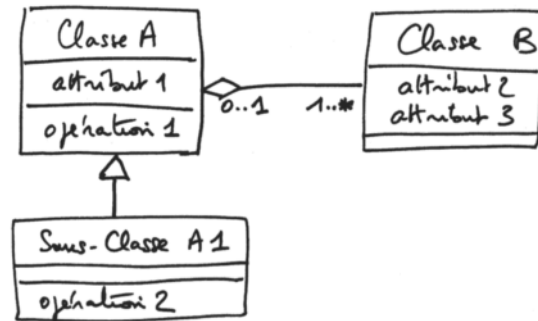 Classe A
attribut 1
opération 1
0..1
1..*
Classe B
attribut 2
attribut 3
Sous-Classe A1
opération 2